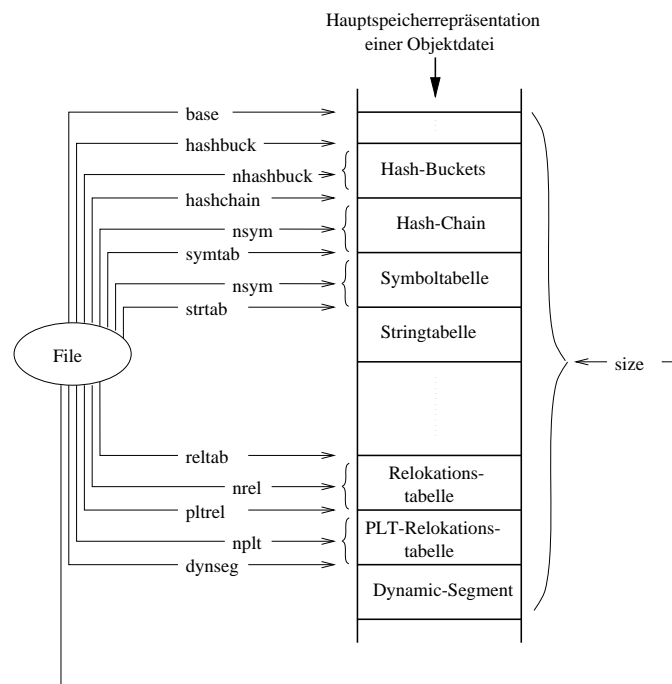 Hauptspeicherrepräsentation
einer Objektdatei
base
hashbuck
nhashbuck
Hash-Buckets
hashchain
nsym
Hash-Chain
symtab
nsym
Symboltabelle
strtab
Stringtabelle
File
size
reltab
nrel
Relokations-
tabelle
pltrel
nplt
PLT-Relokations-
tabelle
dynseg
Dynamic-Segment